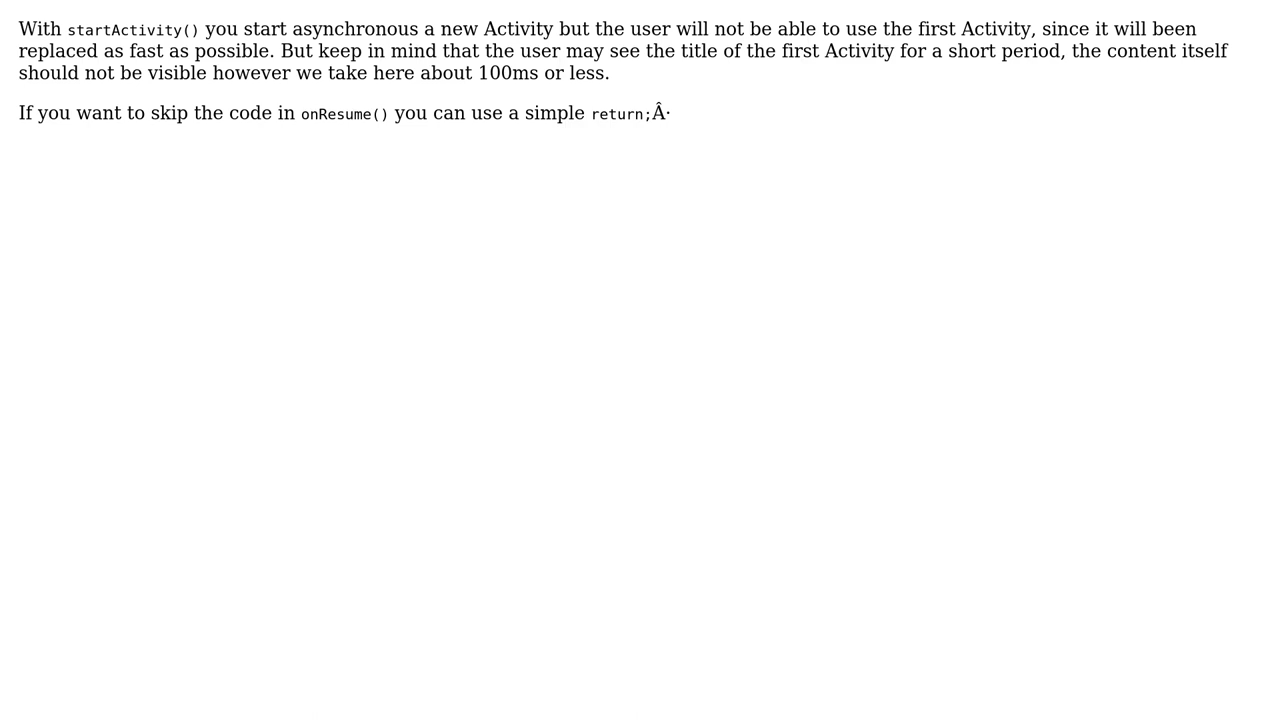 With startActivity() you start asynchronous a new Activity but the user will not be able to use the first Activity, since it will been
replaced as fast as possible. But keep in mind that the user may see the title of the first Activity for a short period, the content itself
should not be visible however we take here about 100ms or less.
If you want to skip the code in onResume() you can use a simple return;Â·